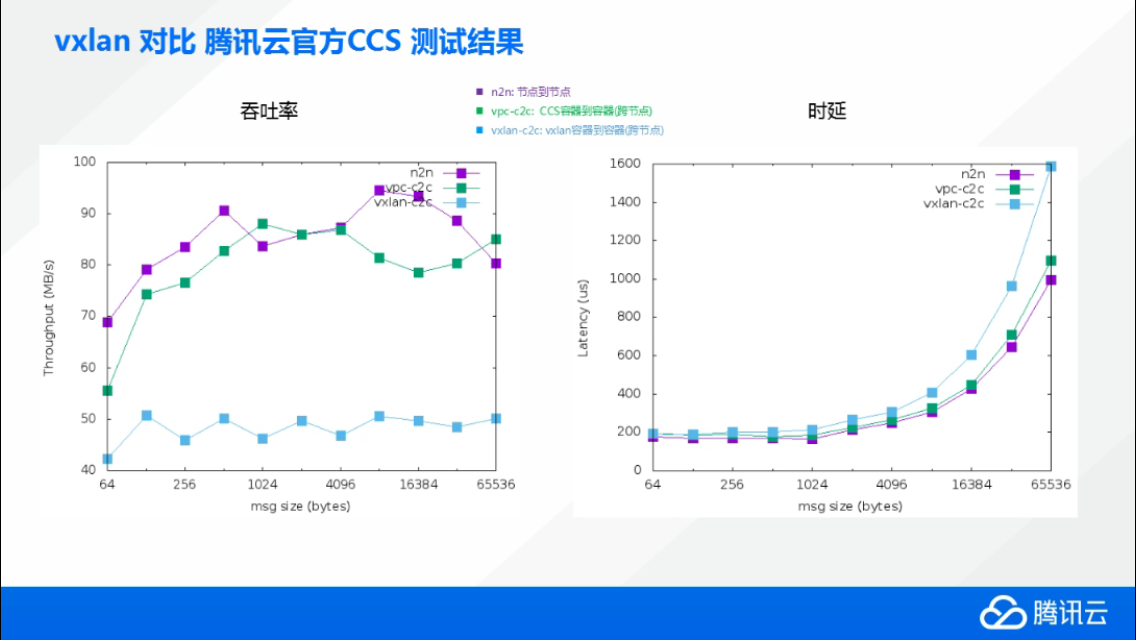 vxlan 对比 腾讯云官方CCS 测试结果
n2n: 节点到节点
vpc-c2c: CCS容器到容器(跨节点)
vxlan-c2c: vxlan容器到容器(跨节点)
吞吐率
时延
100
90
80
70
60
50
40
Throughput (MB/s)
n2n
vpc-c2c
vxlan-c2c
64
256
1024
4096
16384
65536
msg size (bytes)
1600
1400
1200
1000
800
600
400
200
0
Latency (us)
n2n
vpc-c2c
vxlan-c2c
64
256
1024
4096
16384
65536
msg size (bytes)
腾讯云